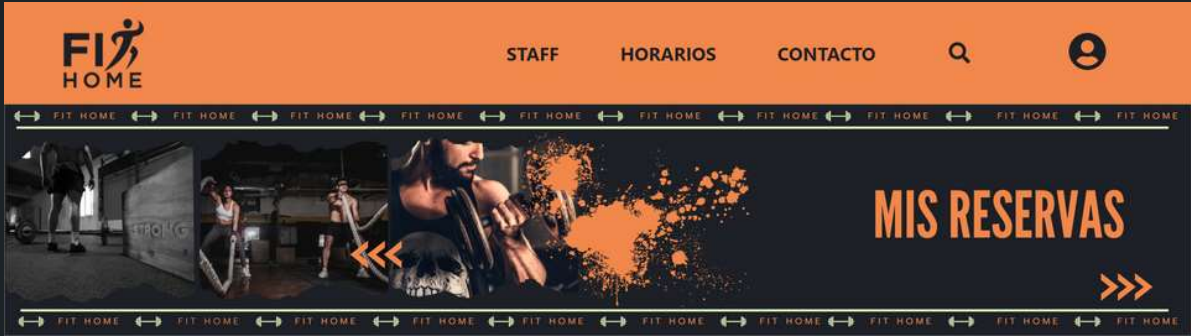 FIT
HOME
STAFF HORARIOS CONTACTO
FIT HOME FIT HOME FIT HOME FIT HOME FIT HOME FIT HOME FIT HOME FIT HOME FIT HOME FIT HOME
STRONG
MIS RESERVAS
FIT HOME FIT HOME FIT HOME FIT HOME FIT HOME FIT HOME FIT HOME FIT HOME FIT HOME FIT HOME